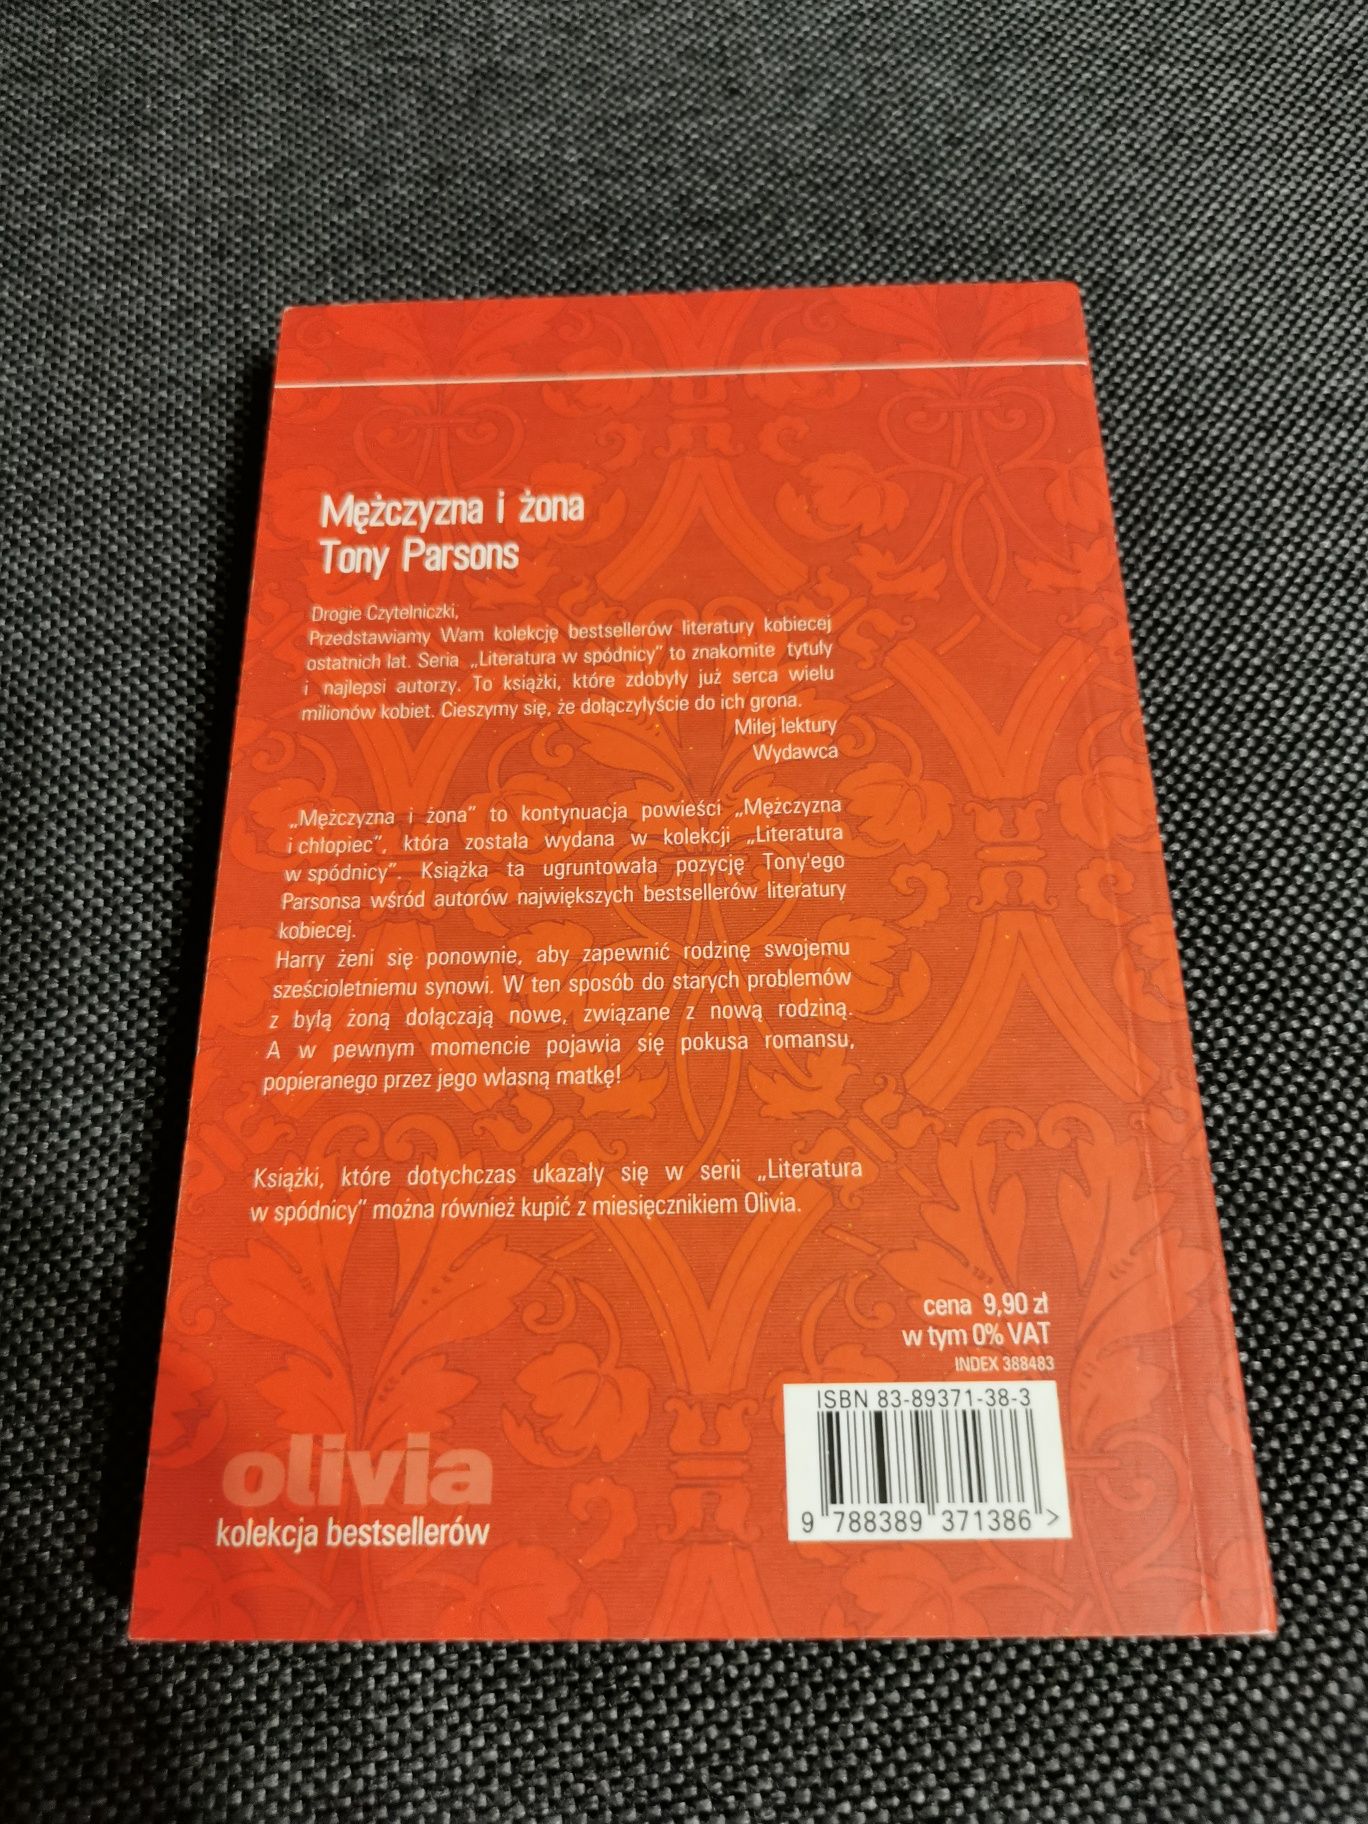 Mężczyzna i żona
Tony Parsons
Drogie Czytelniczki,
Przedstawiamy Wam kolekcję bestsellerów literatury kobiecej
ostatnich lat. Seria „Literatura w spódnicy” to znakomite tytuły
i najlepsi autorzy. To książki, które zdobyły już serca wielu
milionów kobiet. Cieszymy się, że dołączyłyście do ich grona.
Miłej lektury
Wydawca
„Mężczyzna i żona” to kontynuacja powieści „Mężczyzna
i chłopiec”, która została wydana w kolekcji „Literatura
w spódnicy”. Książka ta ugruntowała pozycję Tony'ego
Parsonsa wśród autorów największych bestsellerów literatury
kobiecej.
Harry żeni się ponownie, aby zapewnić rodzinę swojemu
sześcioletniemu synowi. W ten sposób do starych problemów
z byłą żoną dołączają nowe, związane z nową rodziną.
A w pewnym momencie pojawia się pokusa romansu,
popieranego przez jego własną matkę!
Książki, które dotychczas ukazały się w serii „Literatura
w spódnicy” można również kupić z miesięcznikiem Olivia.
cena 9,90 zł
w tym 0% VAT
INDEX 388483
ISBN 83-89371-38-3
9 788389 371386 >
olivia
kolekcja bestsellerów